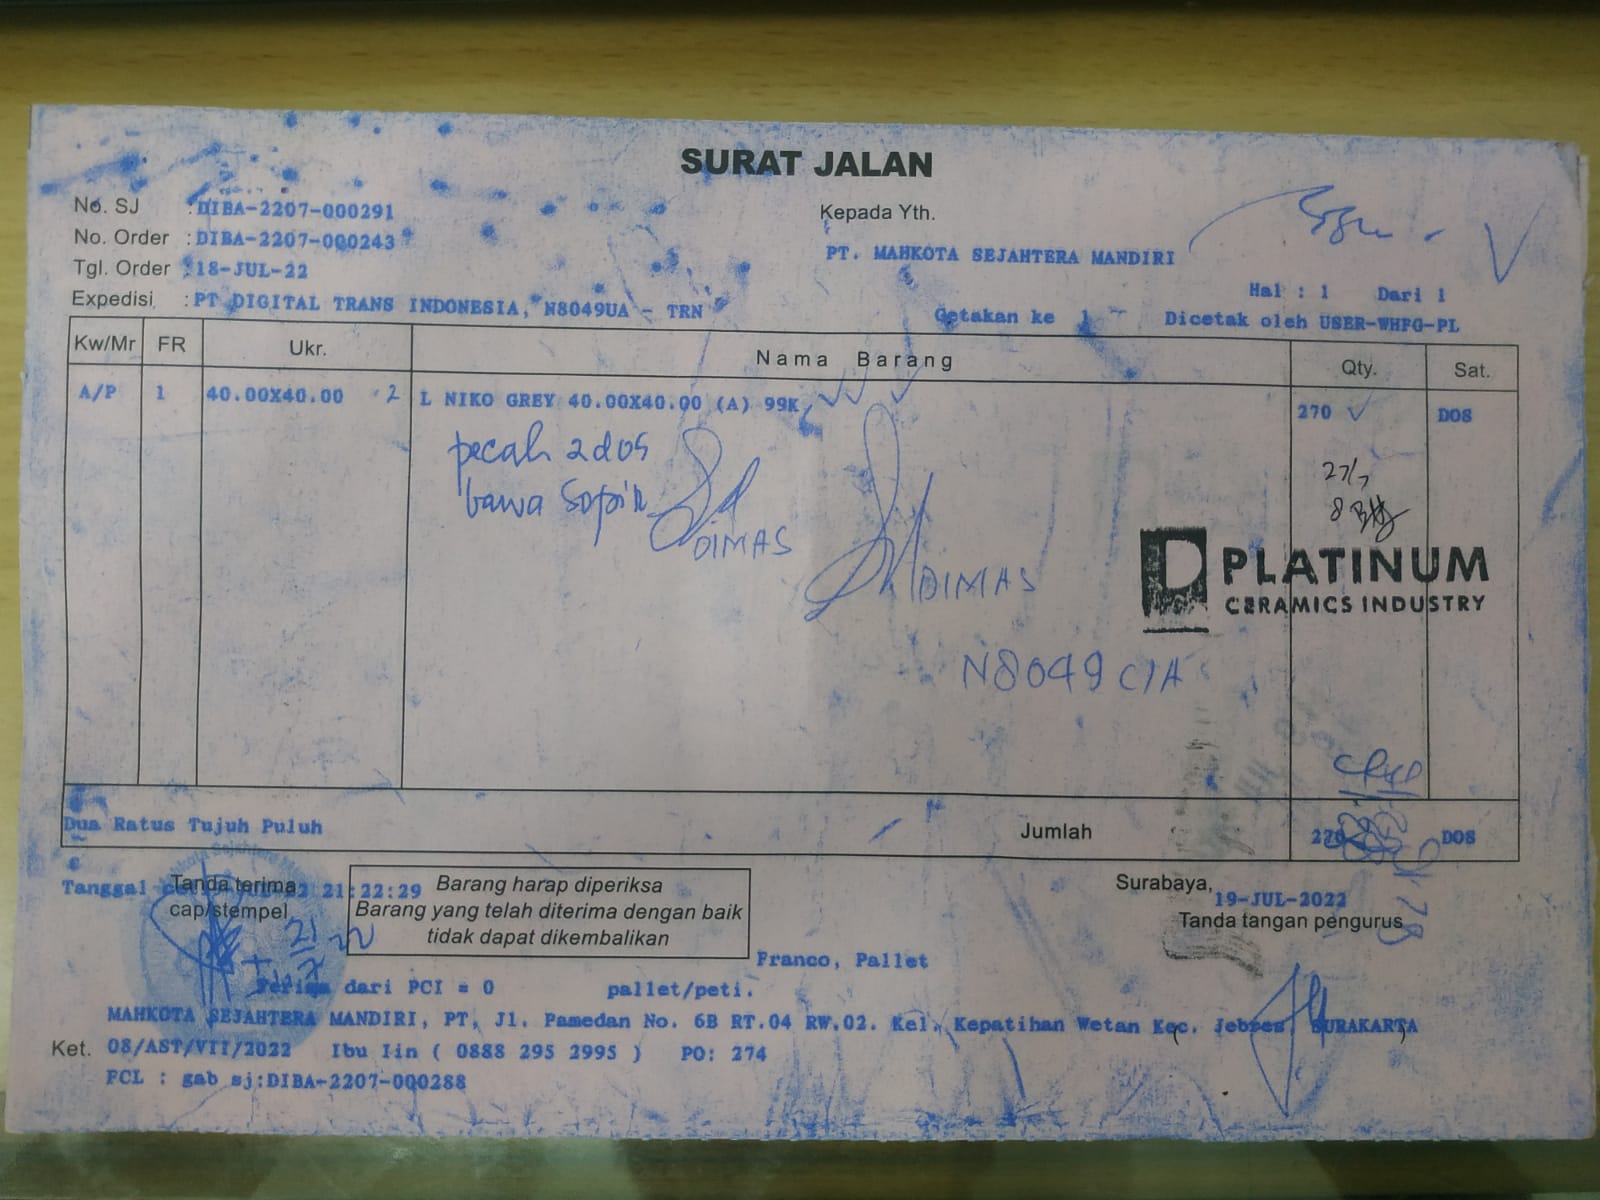 SURAT JALAN
No. SJ : DIBA-2207-000291
No. Order : DIBA-2207-000243
Tgl. Order : 18-JUL-22
Expedisi : PT DIGITAL TRANS INDONESIA, N8049UA - TRN
Kepada Yth.
PT. MAHKOTA SEJAHTERA MANDIRI
Hal : 1 Dari 1
Cetakan ke 1 - Dicetak oleh USER-WHFG-PL
Kw/Mr FR Ukr. Nama Barang Qty. Sat.
A/P 1 40.00X40.00 2 L NIKO GREY 40.00X40.00 (A) 99K 270 DOS
pecah 2 dos
bawa Sopir
DIMAS
DIMAS
27/7
PLATINUM
CERAMICS INDUSTRY
N8049
Dua Ratus Tujuh Puluh Jumlah 270 DOS
Tanggal 21:22:29
Tanda terima
cap/stempel
21/7 22
Barang harap diperiksa
Barang yang telah diterima dengan baik
tidak dapat dikembalikan
Surabaya, 19-JUL-2022
Tanda tangan pengurus
Franco, Pallet
dari PCI = 0 pallet/peti.
MAHKOTA SEJAHTERA MANDIRI, PT, Jl. Pamedan No. 6B RT.04 RW.02. Kel. Kepatihan Wetan Kec. Jebres, SURAKARTA
Ket. 08/AST/VII/2022 Ibu Iin ( 0888 295 2995 ) PO: 274
FCL : gab sj:DIBA-2207-000288